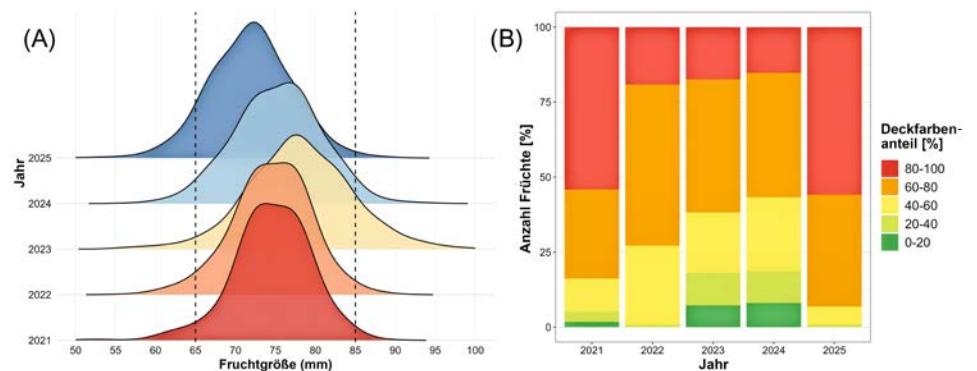 (A)
Jahr
2025
2024
2023
2022
2021
50 55 60 65 70 75 80 85 90 95 100
Fruchtgröße (mm)
(B)
Anzahl Früchte [%]
100
75
50
25
0
2021 2022 2023 2024 2025
Jahr
Deckfarben-
anteil [%]
80-100
60-80
40-60
20-40
0-20